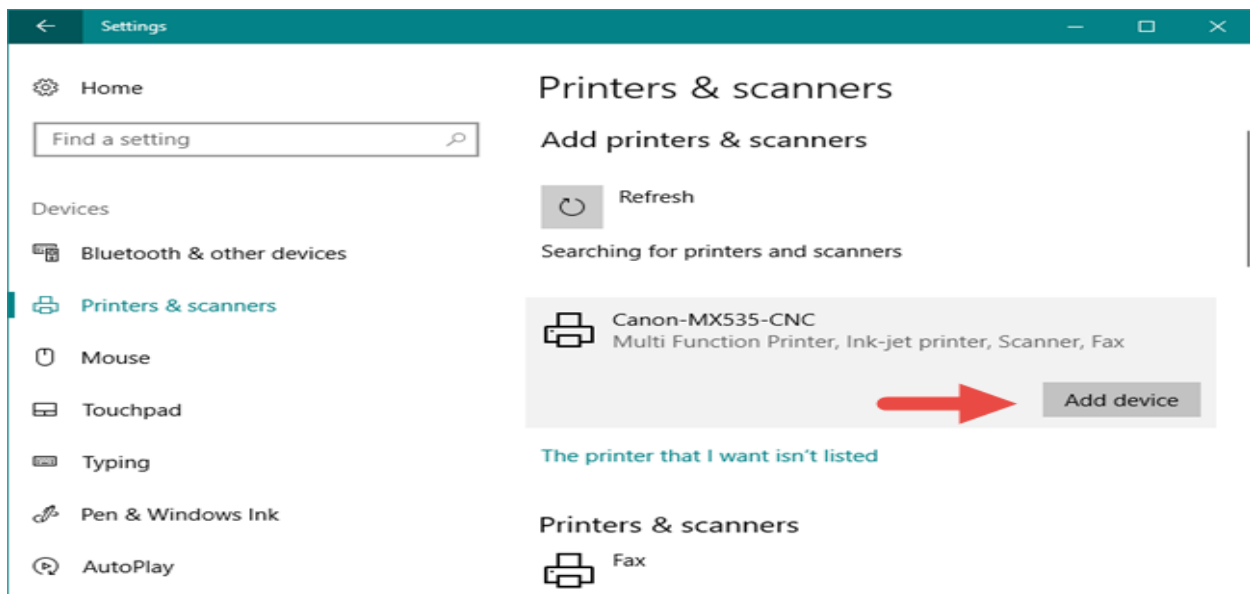 Settings
Home
Find a setting
Devices
Bluetooth & other devices
Printers & scanners
Mouse
Touchpad
Typing
Pen & Windows Ink
AutoPlay
Printers & scanners
Add printers & scanners
Refresh
Searching for printers and scanners
Canon-MX535-CNC
Multi Function Printer, Ink-jet printer, Scanner, Fax
Add device
The printer that I want isn't listed
Printers & scanners
Fax